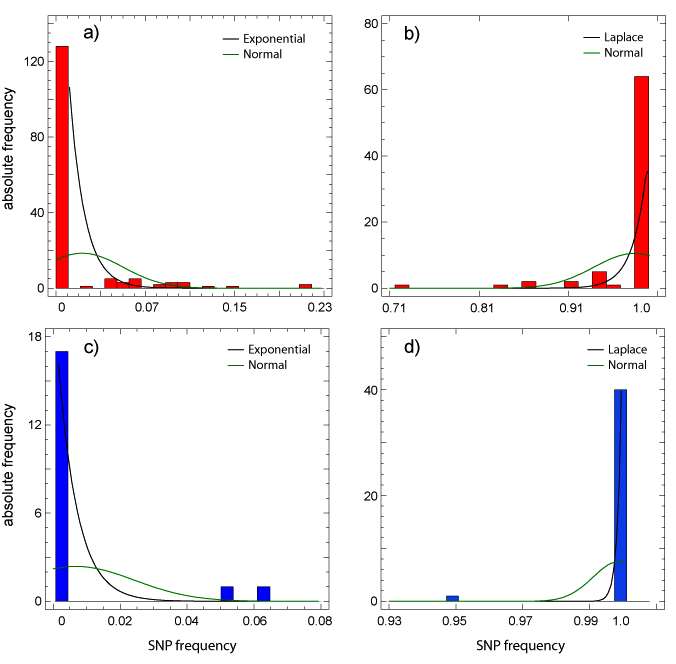 a)
Exponential
Normal
120
80
40
0
0
0.07
0.15
0.23
absolute frequency
b)
Laplace
Normal
80
60
40
20
0
0.71
0.81
0.91
1.0
c)
Exponential
Normal
18
12
6
0
0
0.02
0.04
0.06
0.08
absolute frequency
SNP frequency
d)
Laplace
Normal
40
20
0
0.93
0.95
0.97
0.99
1.0
SNP frequency